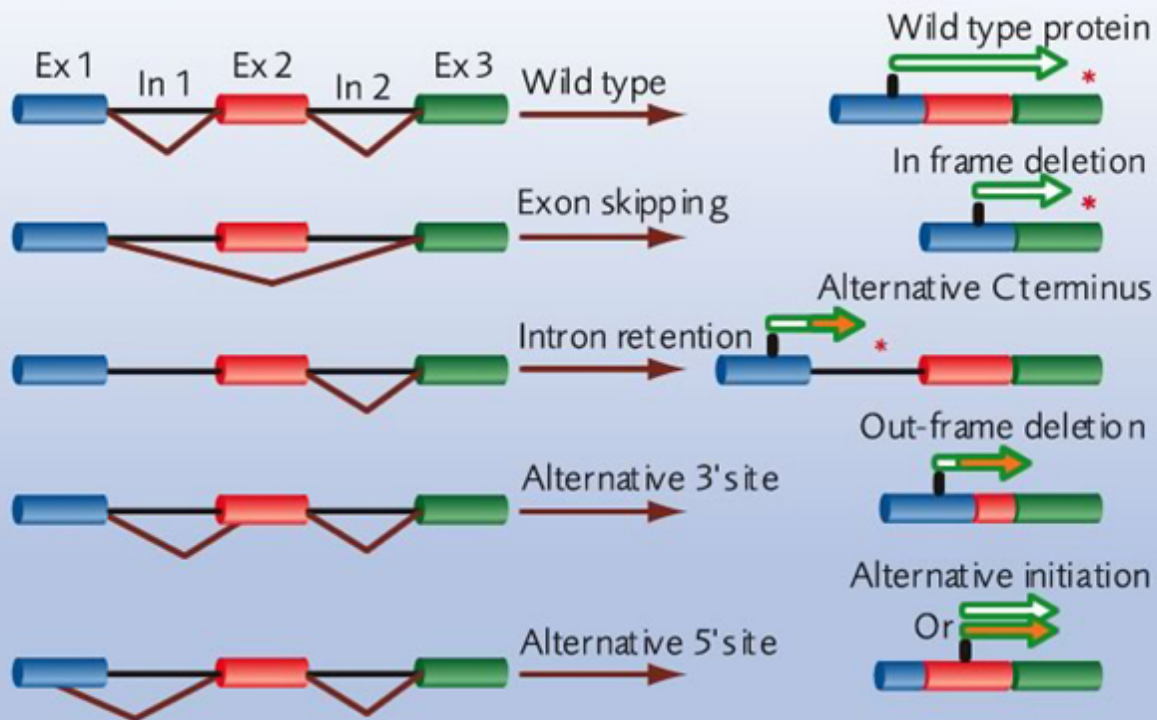 Ex 1 In 1 Ex 2 In 2 Ex 3 Wild type Wild type protein
*
Exon skipping In frame deletion
*
Intron retention Alternative C terminus
*
Alternative 3' site Out-frame deletion
Alternative 5' site Alternative initiation
Or